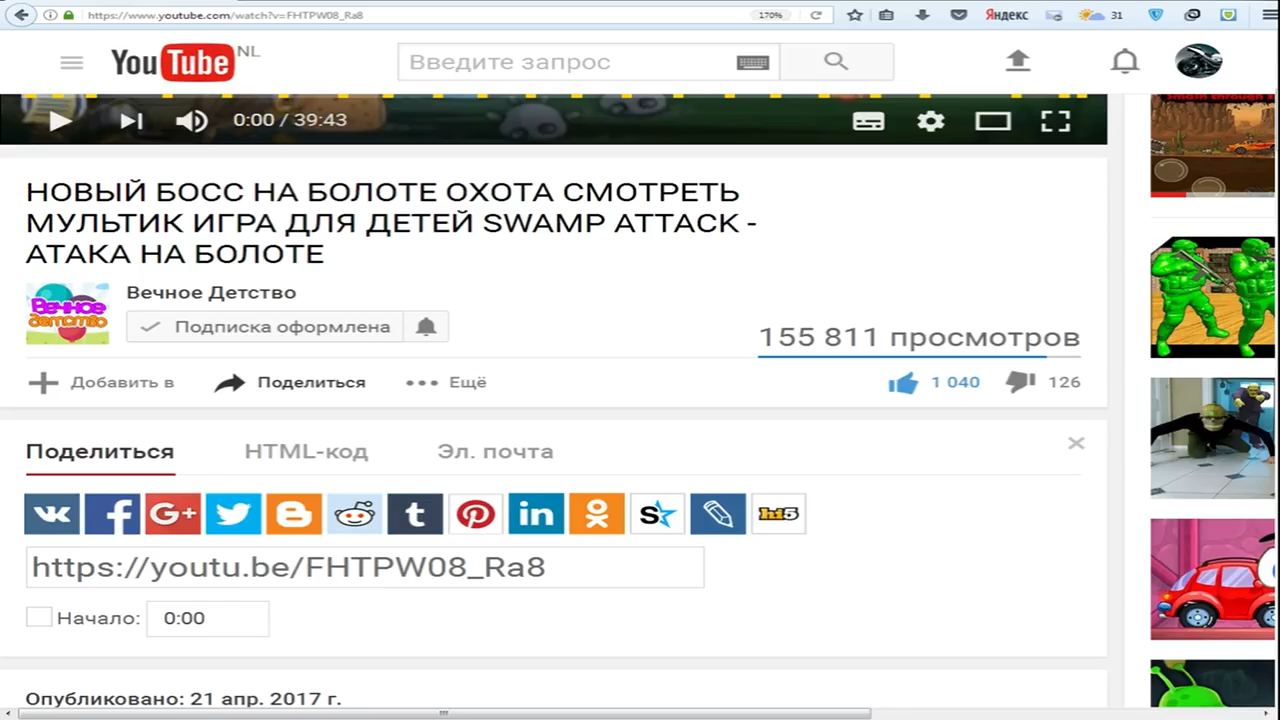 https://www.youtube.com/watch?v=FHTPW08_Ra8
170%
Яндекс
31
YouTube NL
Введите запрос
0:00 / 39:43
НОВЫЙ БОСС НА БОЛОТЕ ОХОТА СМОТРЕТЬ
МУЛЬТИК ИГРА ДЛЯ ДЕТЕЙ SWAMP ATTACK -
АТАКА НА БОЛОТЕ
Вечное Детство
Вечное
Детство
Подписка оформлена
155 811 просмотров
Добавить в
Поделиться
Ещё
1 040
126
Поделиться
HTML-код
Эл. почта
hi5
https://youtu.be/FHTPW08_Ra8
Начало:
0:00
Опубликовано: 21 апр. 2017 г.